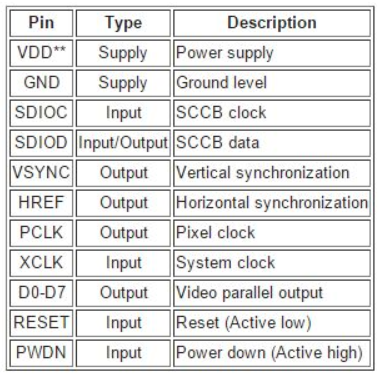 Pin Type Description
VDD** Supply Power supply
GND Supply Ground level
SDIOC Input SCCB clock
SDIOD Input/Output SCCB data
VSYNC Output Vertical synchronization
HREF Output Horizontal synchronization
PCLK Output Pixel clock
XCLK Input System clock
D0-D7 Output Video parallel output
RESET Input Reset (Active low)
PWDN Input Power down (Active high)